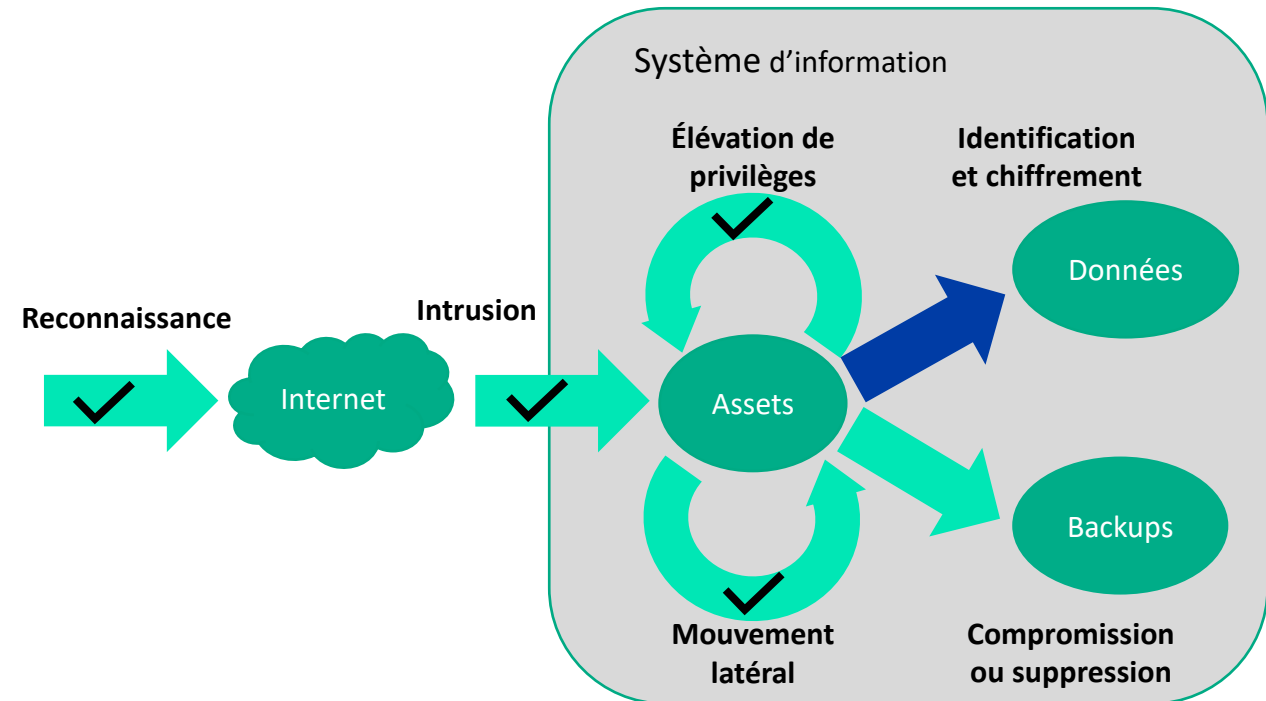 Système d’information
Élévation de
privilèges
Identification
et chiffrement
Données
Reconnaissance
Intrusion
Internet
Assets
Backups
Mouvement
latéral
Compromission
ou suppression